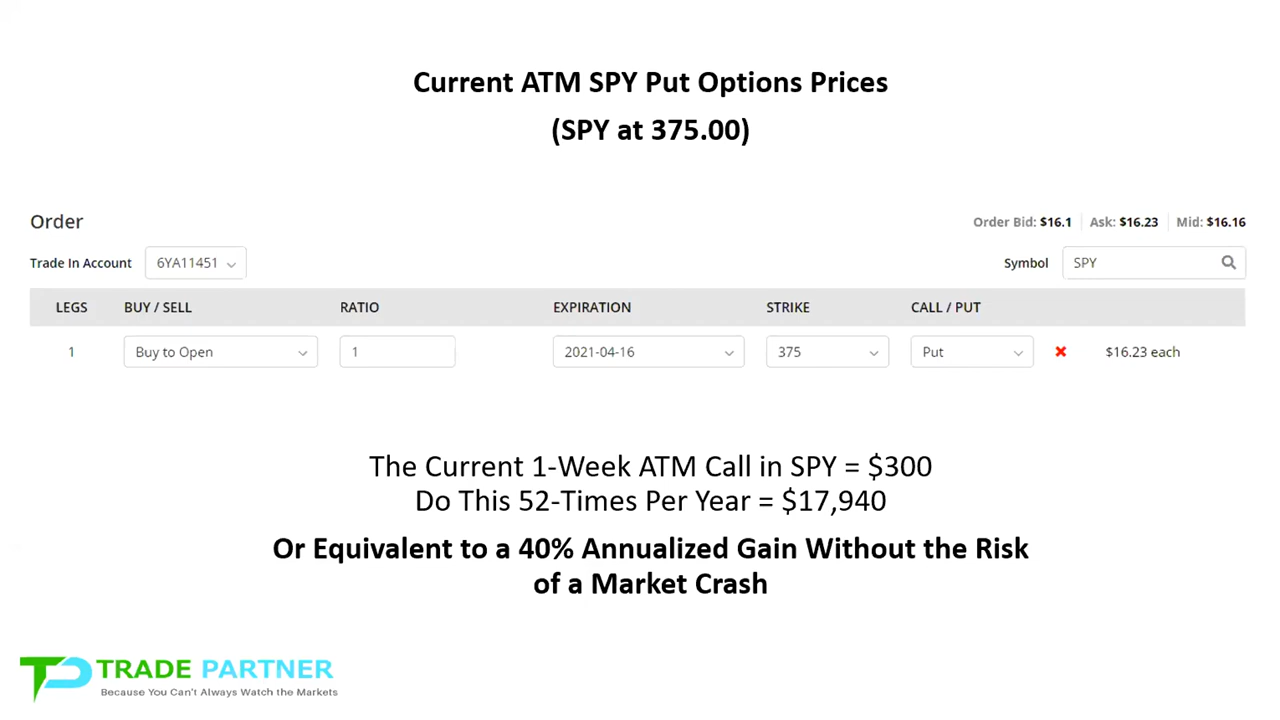 Current ATM SPY Put Options Prices
(SPY at 375.00)
Order
Order Bid: $16.1 Ask: $16.23 Mid: $16.16
Trade In Account 6YA11451
Symbol SPY
LEGS BUY / SELL RATIO EXPIRATION STRIKE CALL / PUT
1 Buy to Open 1 2021-04-16 375 Put $16.23 each
The Current 1-Week ATM Call in SPY = $300
Do This 52-Times Per Year = $17,940
Or Equivalent to a 40% Annualized Gain Without the Risk
of a Market Crash
TRADE PARTNER
Because You Can't Always Watch the Markets